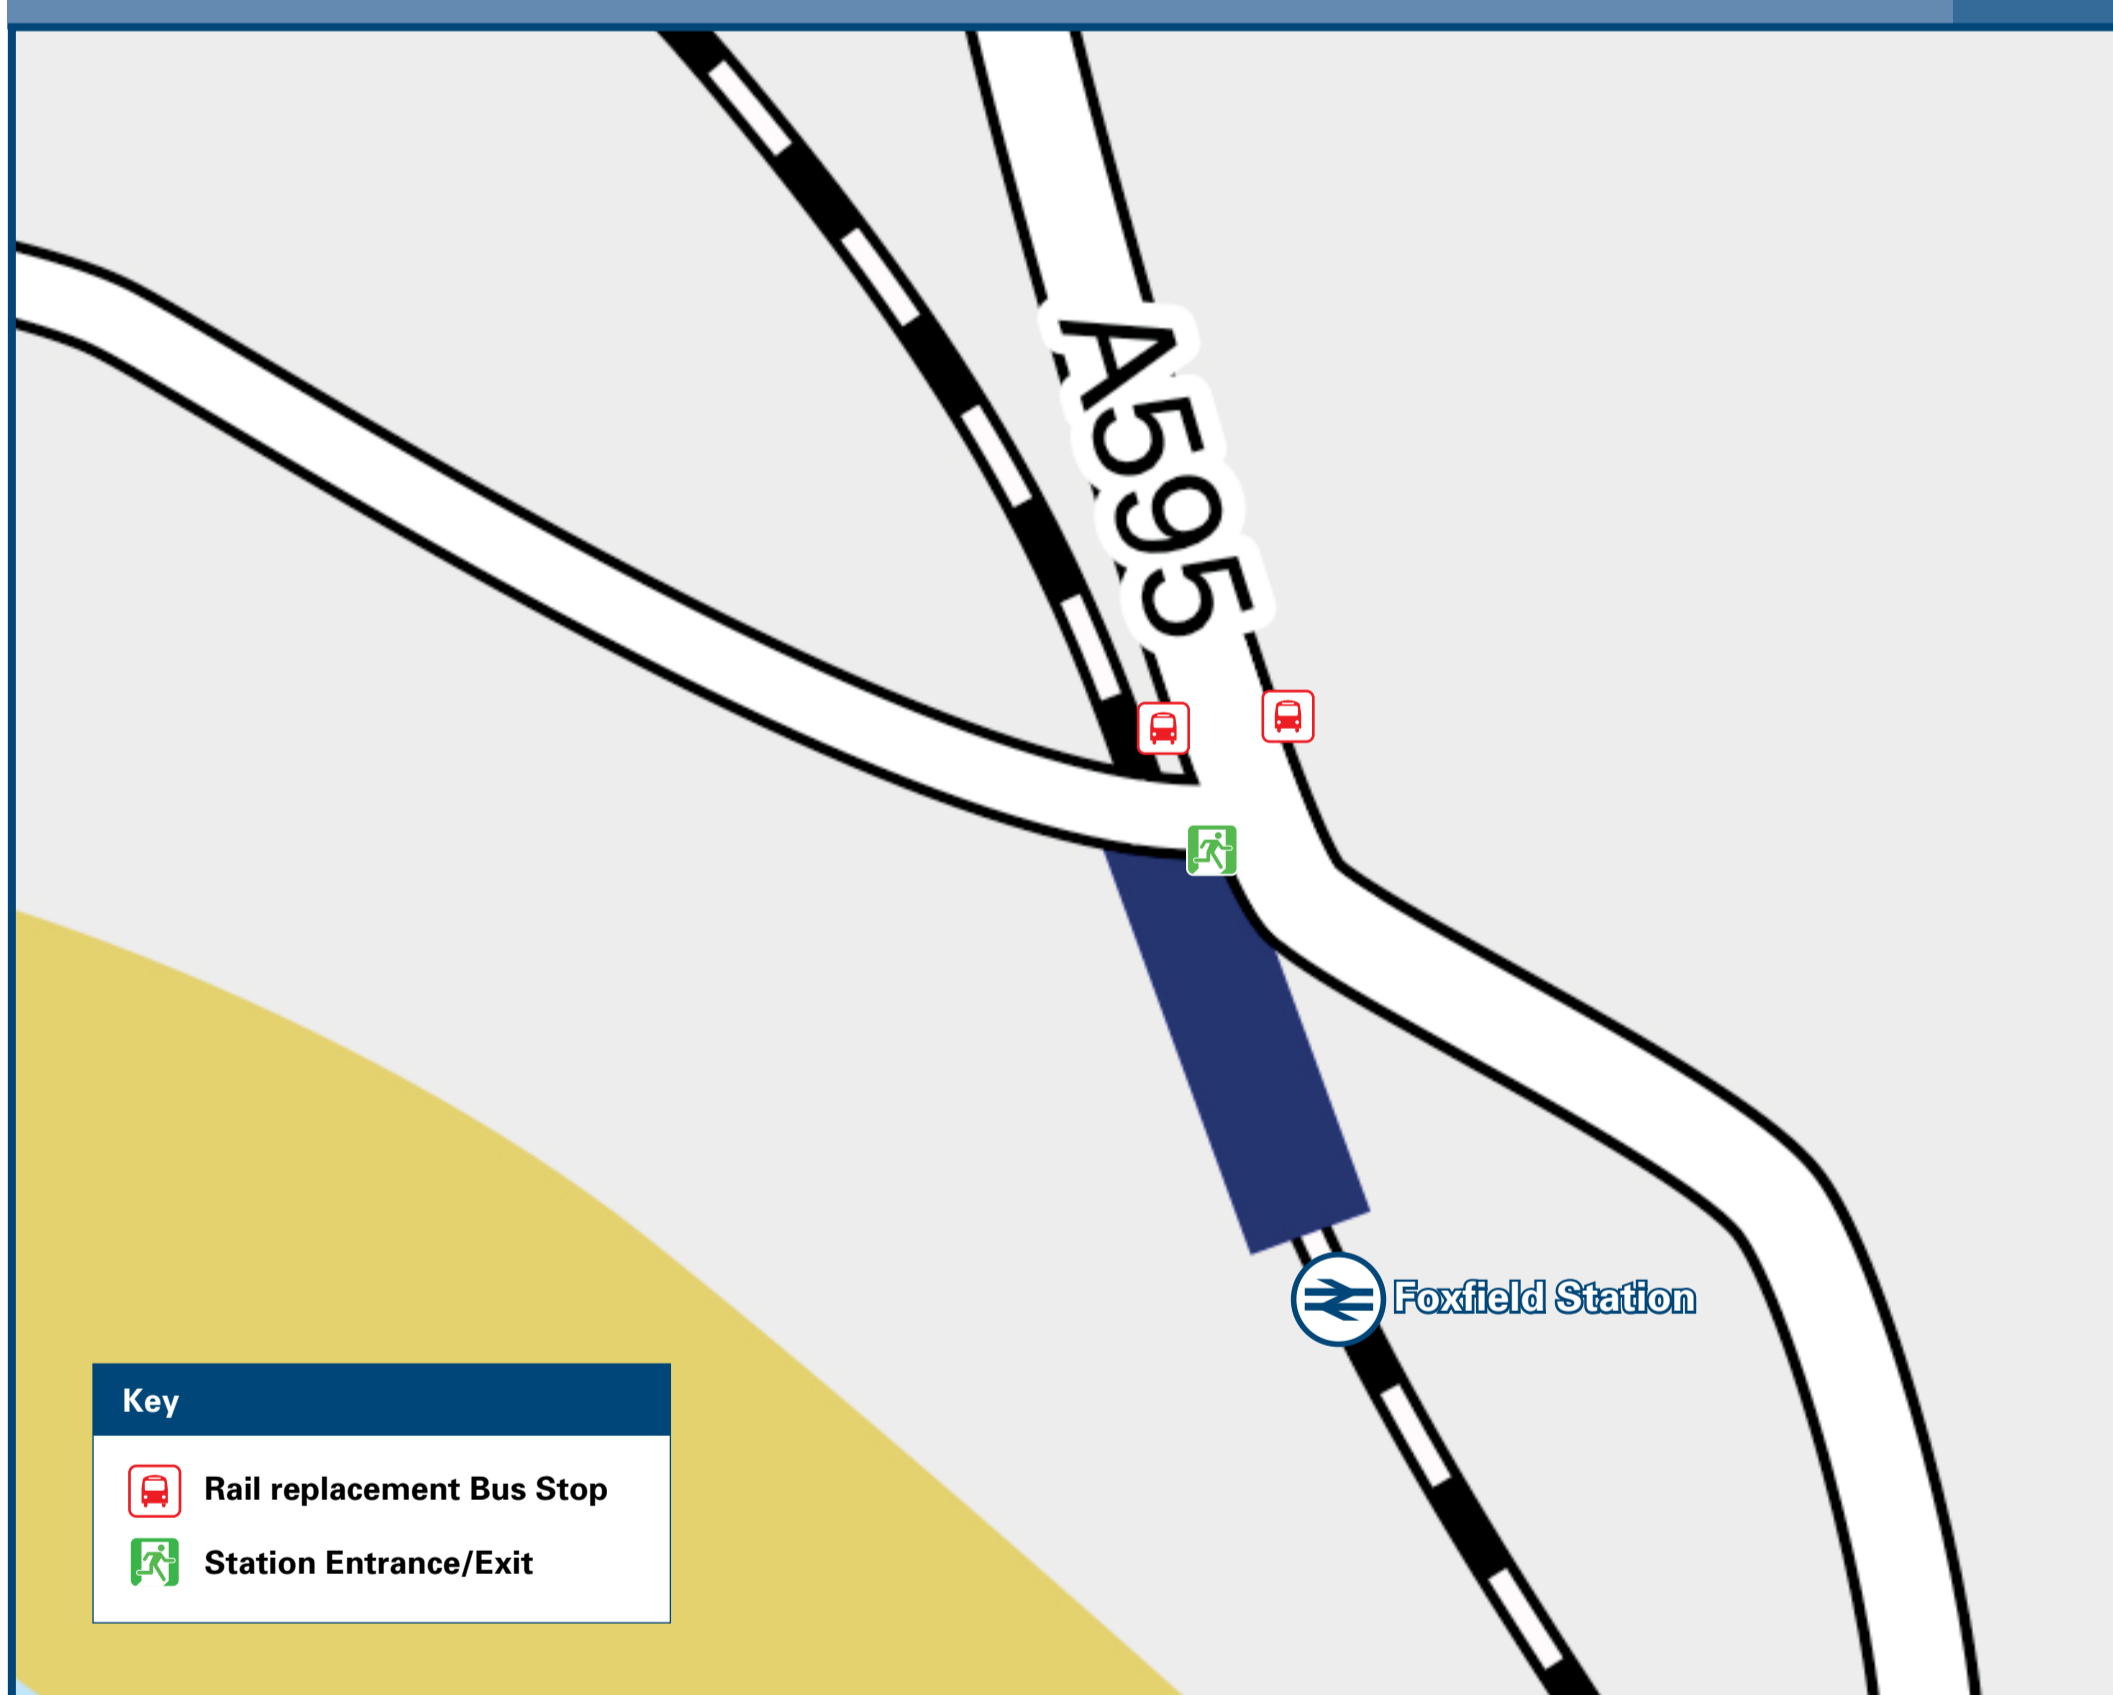 A595
Foxfield Station
Key
Rail replacement Bus Stop
Station Entrance/Exit